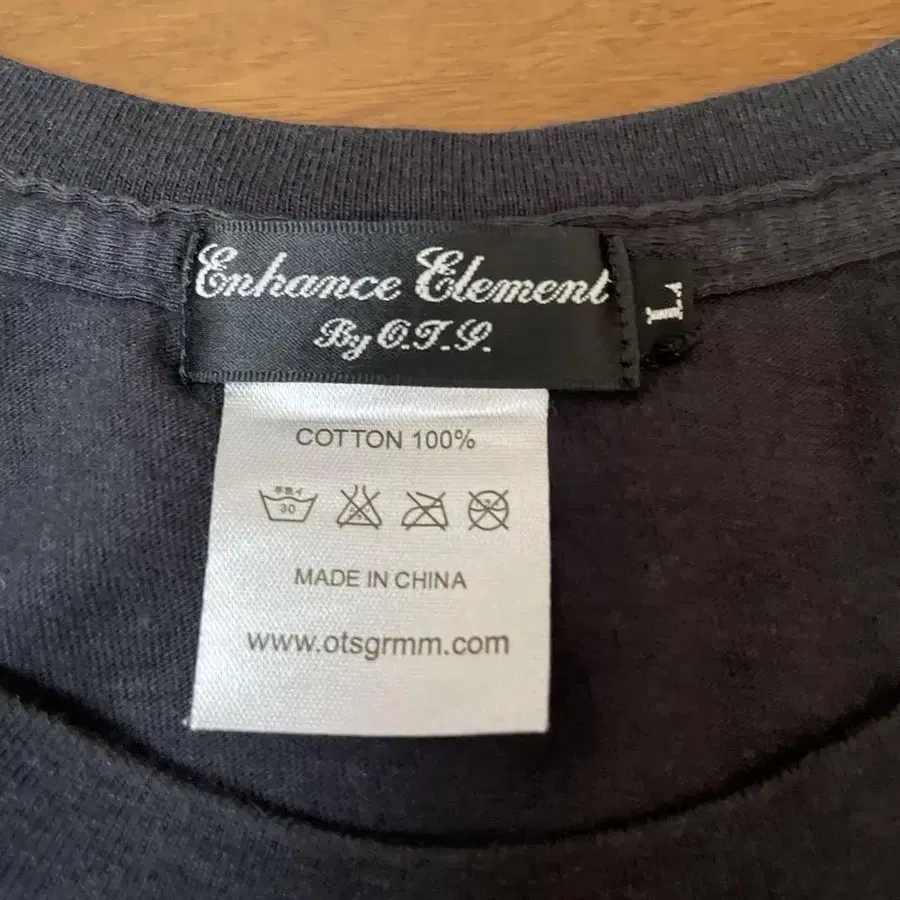 Enhance Element
By O.T.S.
L
COTTON 100%
30
MADE IN CHINA
www.otsgrmm.com